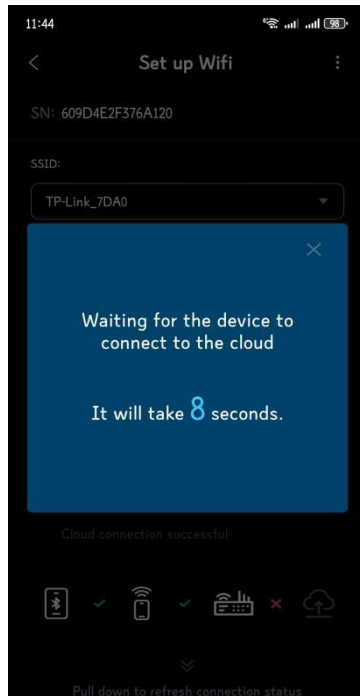 11:44
98
Set up Wifi
SN: 609D4E2F376A120
SSID:
TP-Link_7DA0
Waiting for the device to
connect to the cloud
It will take 8 seconds.
Cloud connection successful
Pull down to refresh connection status